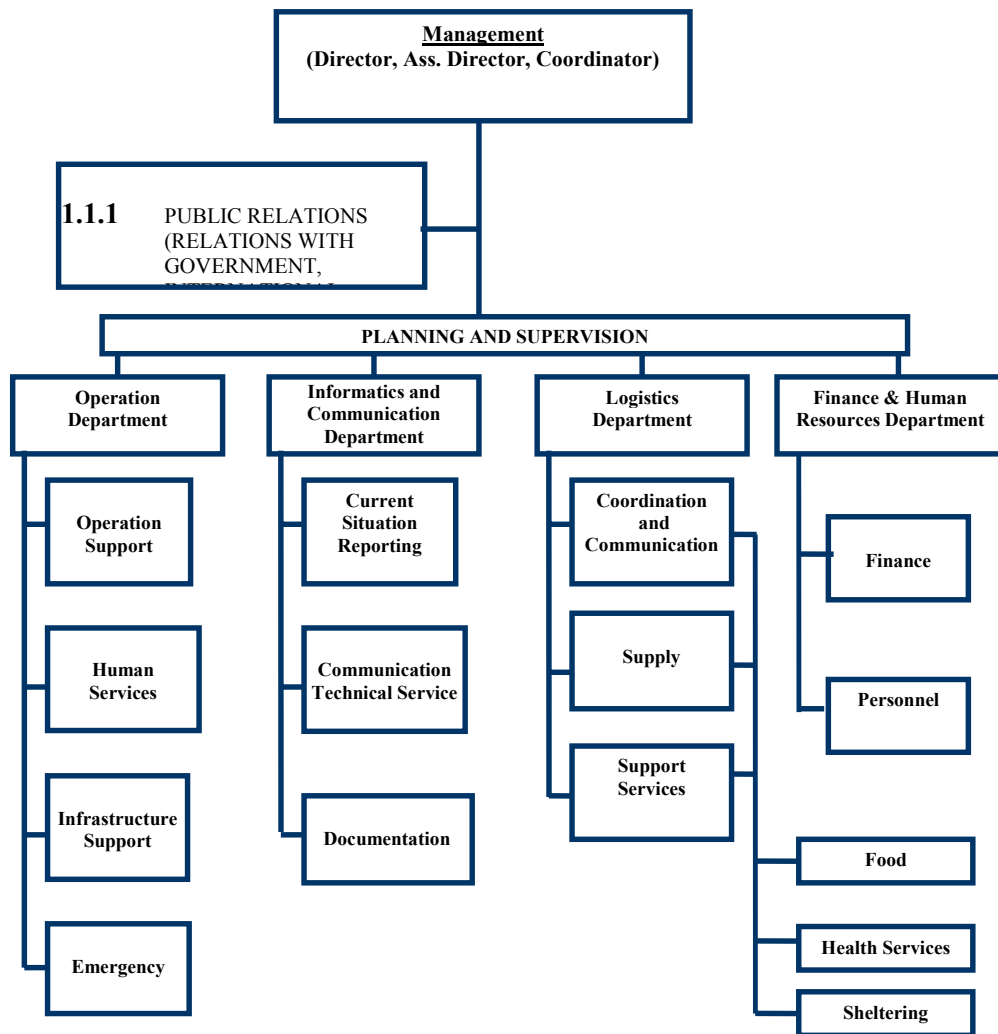 Management
(Director, Ass. Director, Coordinator)
1.1.1 PUBLIC RELATIONS
(RELATIONS WITH
GOVERNMENT,
INTERNATIONAL
PLANNING AND SUPERVISION
Operation
Department
Informatics and
Communication
Department
Logistics
Department
Finance & Human
Resources Department
Operation
Support
Current
Situation
Reporting
Coordination
and
Communication
Finance
Human
Services
Communication
Technical Service
Supply
Personnel
Infrastructure
Support
Documentation
Support
Services
Food
Emergency
Health Services
Sheltering